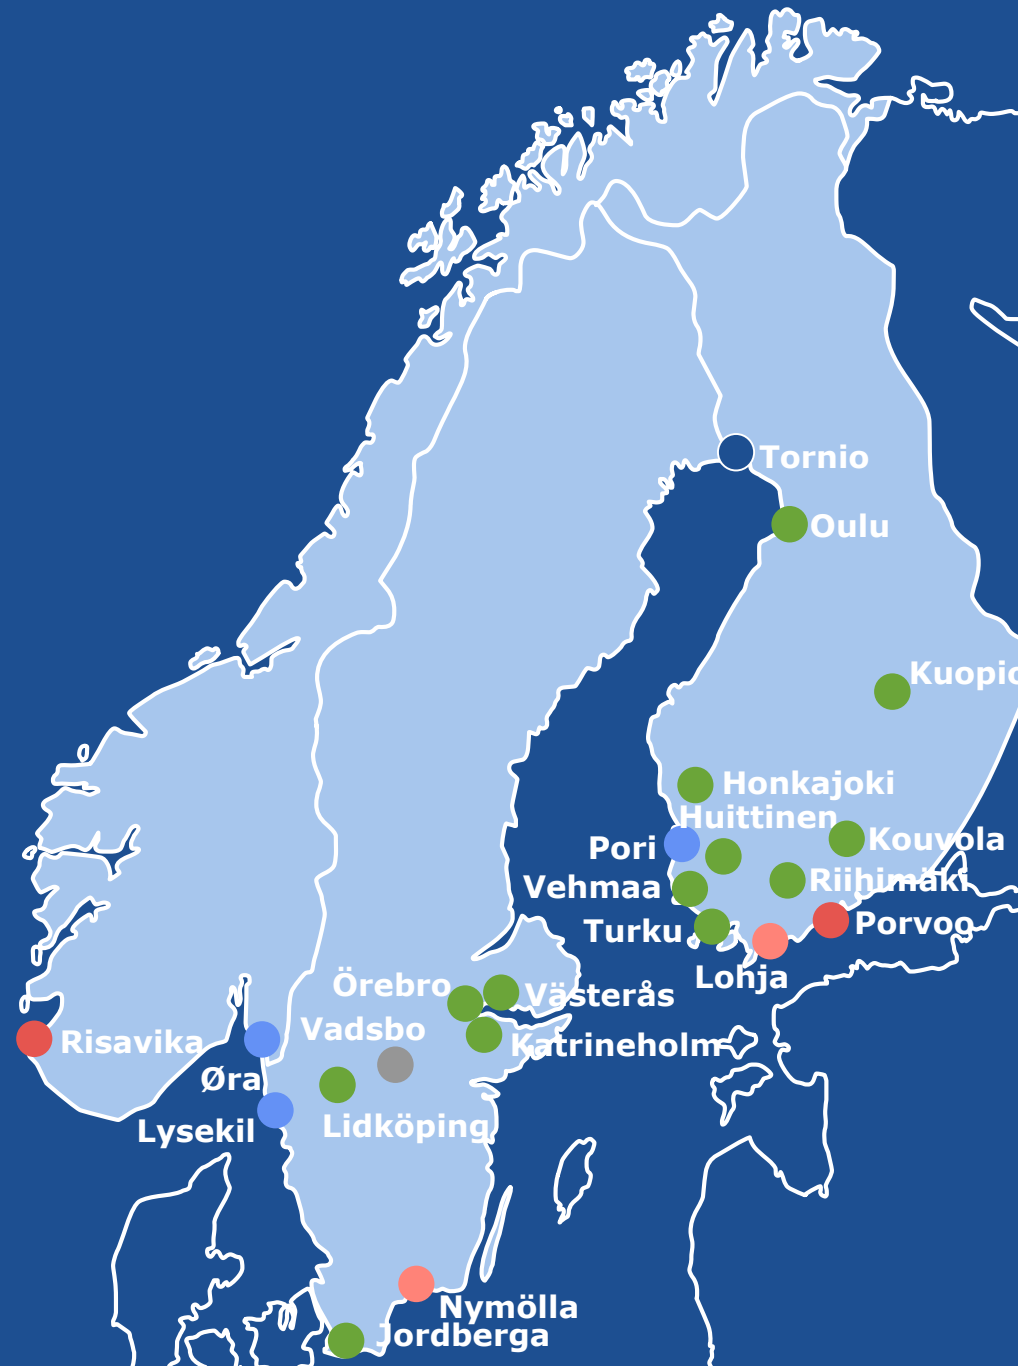 Tornio
Oulu
Kuopio
Honkajoki
Huittinen
Pori
Kouvola
Vehmaa
Riihimäki
Turku
Porvoo
Lohja
Örebro
Västerås
Vadsbo
Risavika
Katrineholm
Øra
Lysekil
Lidköping
Nymölla
Jordberga